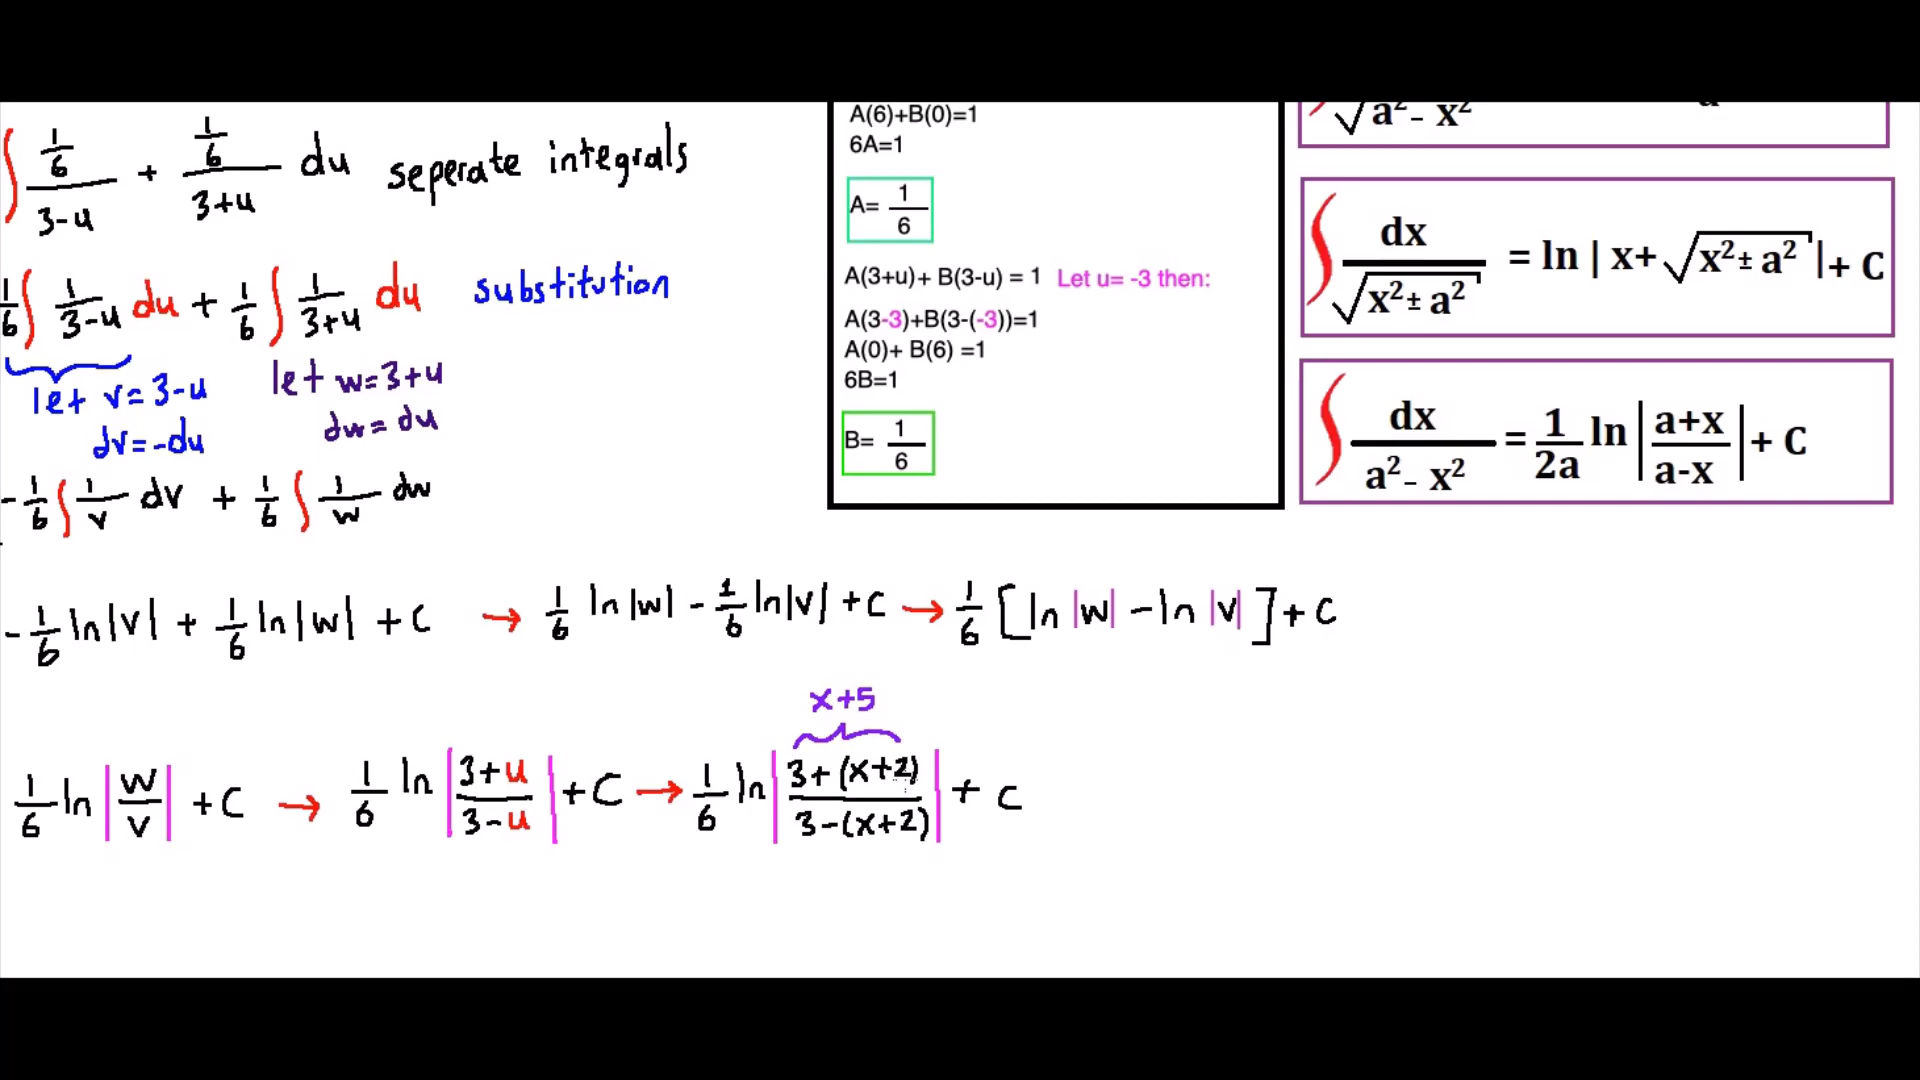 ∫ (1/6)/(3-u) + (1/6)/(3+u) du seperate integrals
1/6 ∫ 1/(3-u) du + 1/6 ∫ 1/(3+u) du substitution
let v=3-u let w=3+u
dv=-du dw=du
-1/6 ∫ 1/v dv + 1/6 ∫ 1/w dw
-1/6 ln|v| + 1/6 ln|w| + C → 1/6 ln|w| - 1/6 ln|v| + C → 1/6 [ln |w| - ln |v|] + C
x+5
1/6 ln |w/v| + C → 1/6 ln |(3+u)/(3-u)| + C → 1/6 ln |(3+(x+2))/(3-(x+2))| + C
A(6)+B(0)=1
6A=1
A= 1/6
A(3+u)+ B(3-u) = 1 Let u= -3 then:
A(3-3)+B(3-(-3))=1
A(0)+ B(6) =1
6B=1
B= 1/6
√(a²- x²) a
∫ dx/√(x²± a²) = ln | x+ √(x²± a²) |+ C
∫ dx/(a²- x²) = 1/2a ln |(a+x)/(a-x)| + C